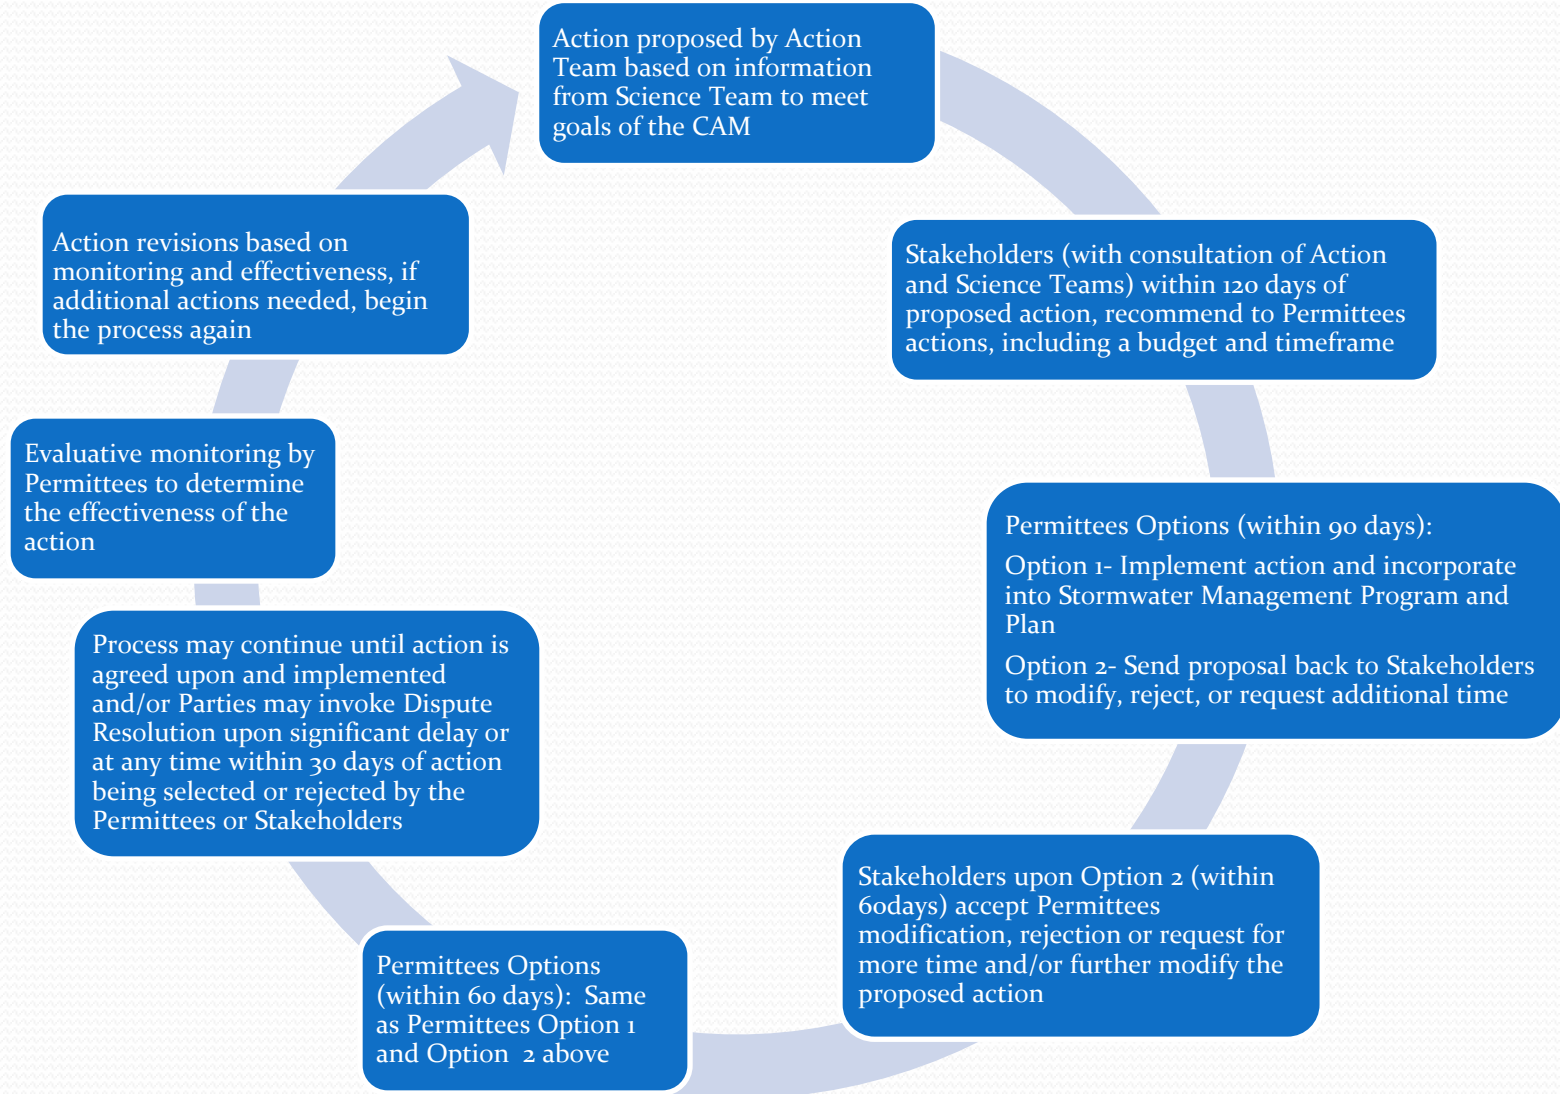 Action proposed by Action
Team based on information
from Science Team to meet
goals of the CAM
Stakeholders (with consultation of Action
and Science Teams) within 120 days of
proposed action, recommend to Permittees
actions, including a budget and timeframe
Permittees Options (within 90 days):
Option 1- Implement action and incorporate
into Stormwater Management Program and
Plan
Option 2- Send proposal back to Stakeholders
to modify, reject, or request additional time
Stakeholders upon Option 2 (within
60days) accept Permittees
modification, rejection or request for
more time and/or further modify the
proposed action
Permittees Options
(within 60 days):  Same
as Permittees Option 1
and Option  2 above
Process may continue until action is
agreed upon and implemented
and/or Parties may invoke Dispute
Resolution upon significant delay or
at any time within 30 days of action
being selected or rejected by the
Permittees or Stakeholders
Evaluative monitoring by
Permittees to determine
the effectiveness of the
action
Action revisions based on
monitoring and effectiveness, if
additional actions needed, begin
the process again